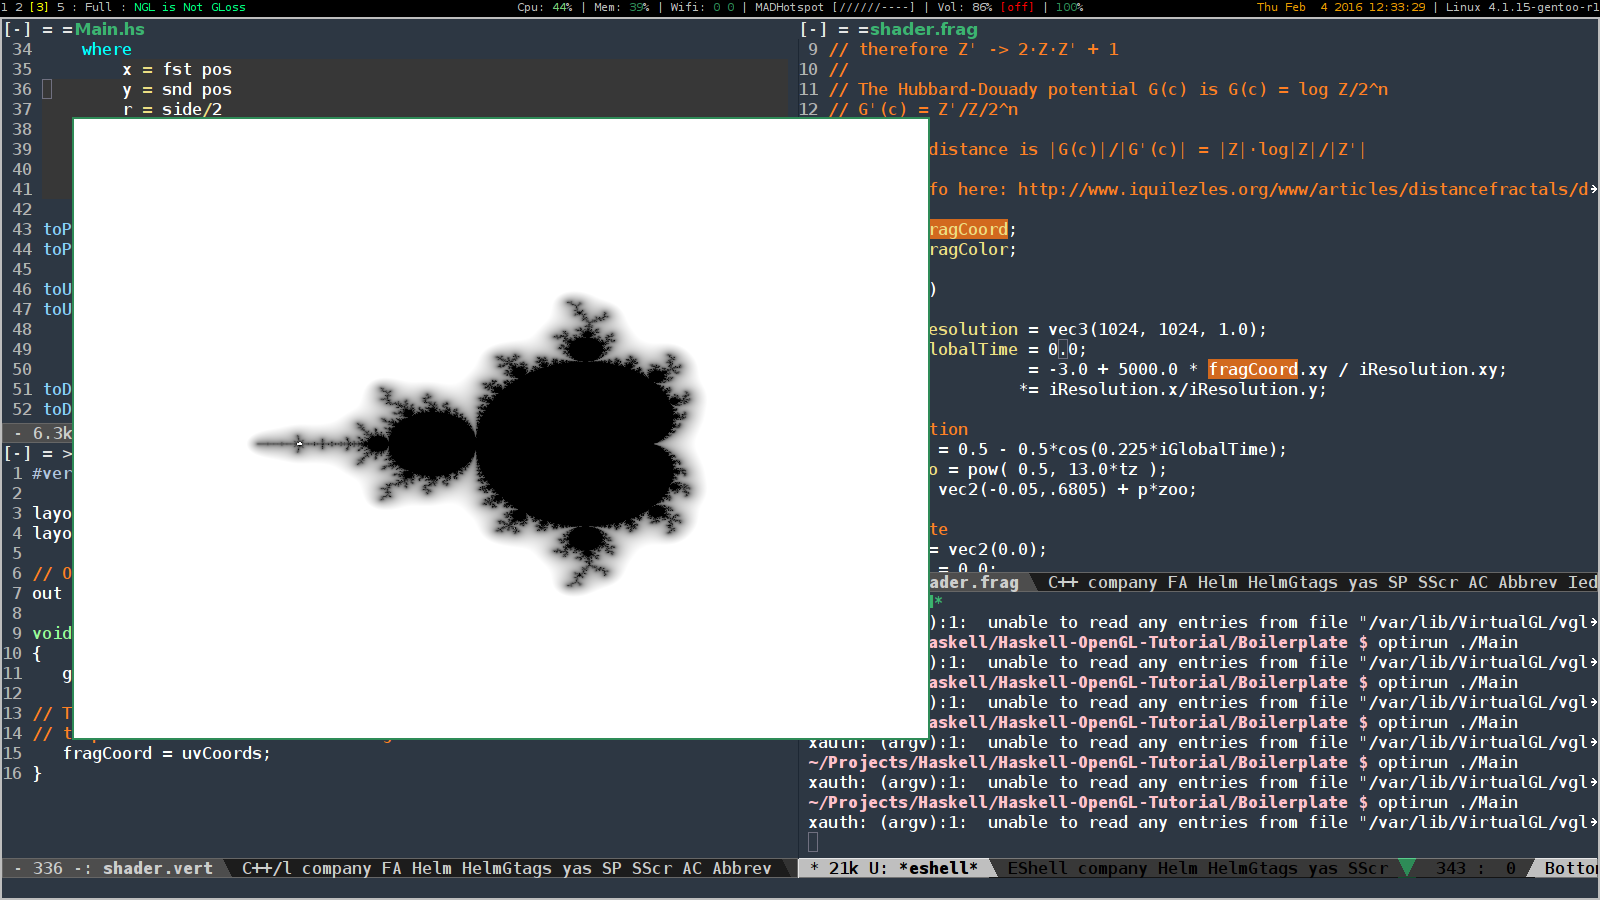 1 2 [3] 5 : Full : NGL is Not GLoss
Cpu: 44% | Mem: 39% | Wifi: 0 0 | MADHotspot [//////----] | Vol: 86% [off] | 100%
Thu Feb  4 2016 12:33:29 | Linux 4.1.15-gentoo-r1
[-] = =Main.hs
34     where
35         x = fst pos
36         y = snd pos
37         r = side/2
38
39
40
41
42
43 toP
44 toP
45
46 toU
47 toU
48
49
50
51 toD
52 toD
- 6.3k
[-] = >
1 #ver
2
3 layo
4 layo
5
6 // O
7 out
8
9 void
10 {
11    g
12
13 // T
14 // t
15    fragCoord = uvCoords;
16 }
- 336 -: shader.vert  C++/l company FA Helm HelmGtags yas SP SScr AC Abbrev
[-] = =shader.frag
9 // therefore Z' -> 2·Z·Z' + 1
10 //
11 // The Hubbard-Douady potential G(c) is G(c) = log Z/2^n
12 // G'(c) = Z'/Z/2^n
distance is |G(c)|/|G'(c)| = |Z|·log|Z|/|Z'|
fo here: http://www.iquilezles.org/www/articles/distancefractals/d
ragCoord;
ragColor;
)
esolution = vec3(1024, 1024, 1.0);
lobalTime = 0.0;
= -3.0 + 5000.0 * fragCoord.xy / iResolution.xy;
*= iResolution.x/iResolution.y;
tion
= 0.5 - 0.5*cos(0.225*iGlobalTime);
o = pow( 0.5, 13.0*tz );
vec2(-0.05,.6805) + p*zoo;
te
= vec2(0.0);
= 0.0;
ader.frag  C++ company FA Helm HelmGtags yas SP SScr AC Abbrev Ied
*
):1:  unable to read any entries from file "/var/lib/VirtualGL/vgl
askell/Haskell-OpenGL-Tutorial/Boilerplate $ optirun ./Main
):1:  unable to read any entries from file "/var/lib/VirtualGL/vgl
askell/Haskell-OpenGL-Tutorial/Boilerplate $ optirun ./Main
):1:  unable to read any entries from file "/var/lib/VirtualGL/vgl
askell/Haskell-OpenGL-Tutorial/Boilerplate $ optirun ./Main
xauth: (argv):1:  unable to read any entries from file "/var/lib/VirtualGL/vgl
~/Projects/Haskell/Haskell-OpenGL-Tutorial/Boilerplate $ optirun ./Main
xauth: (argv):1:  unable to read any entries from file "/var/lib/VirtualGL/vgl
~/Projects/Haskell/Haskell-OpenGL-Tutorial/Boilerplate $ optirun ./Main
xauth: (argv):1:  unable to read any entries from file "/var/lib/VirtualGL/vgl
* 21k U: *eshell*  EShell company Helm HelmGtags yas SScr  343 :  0  Botto